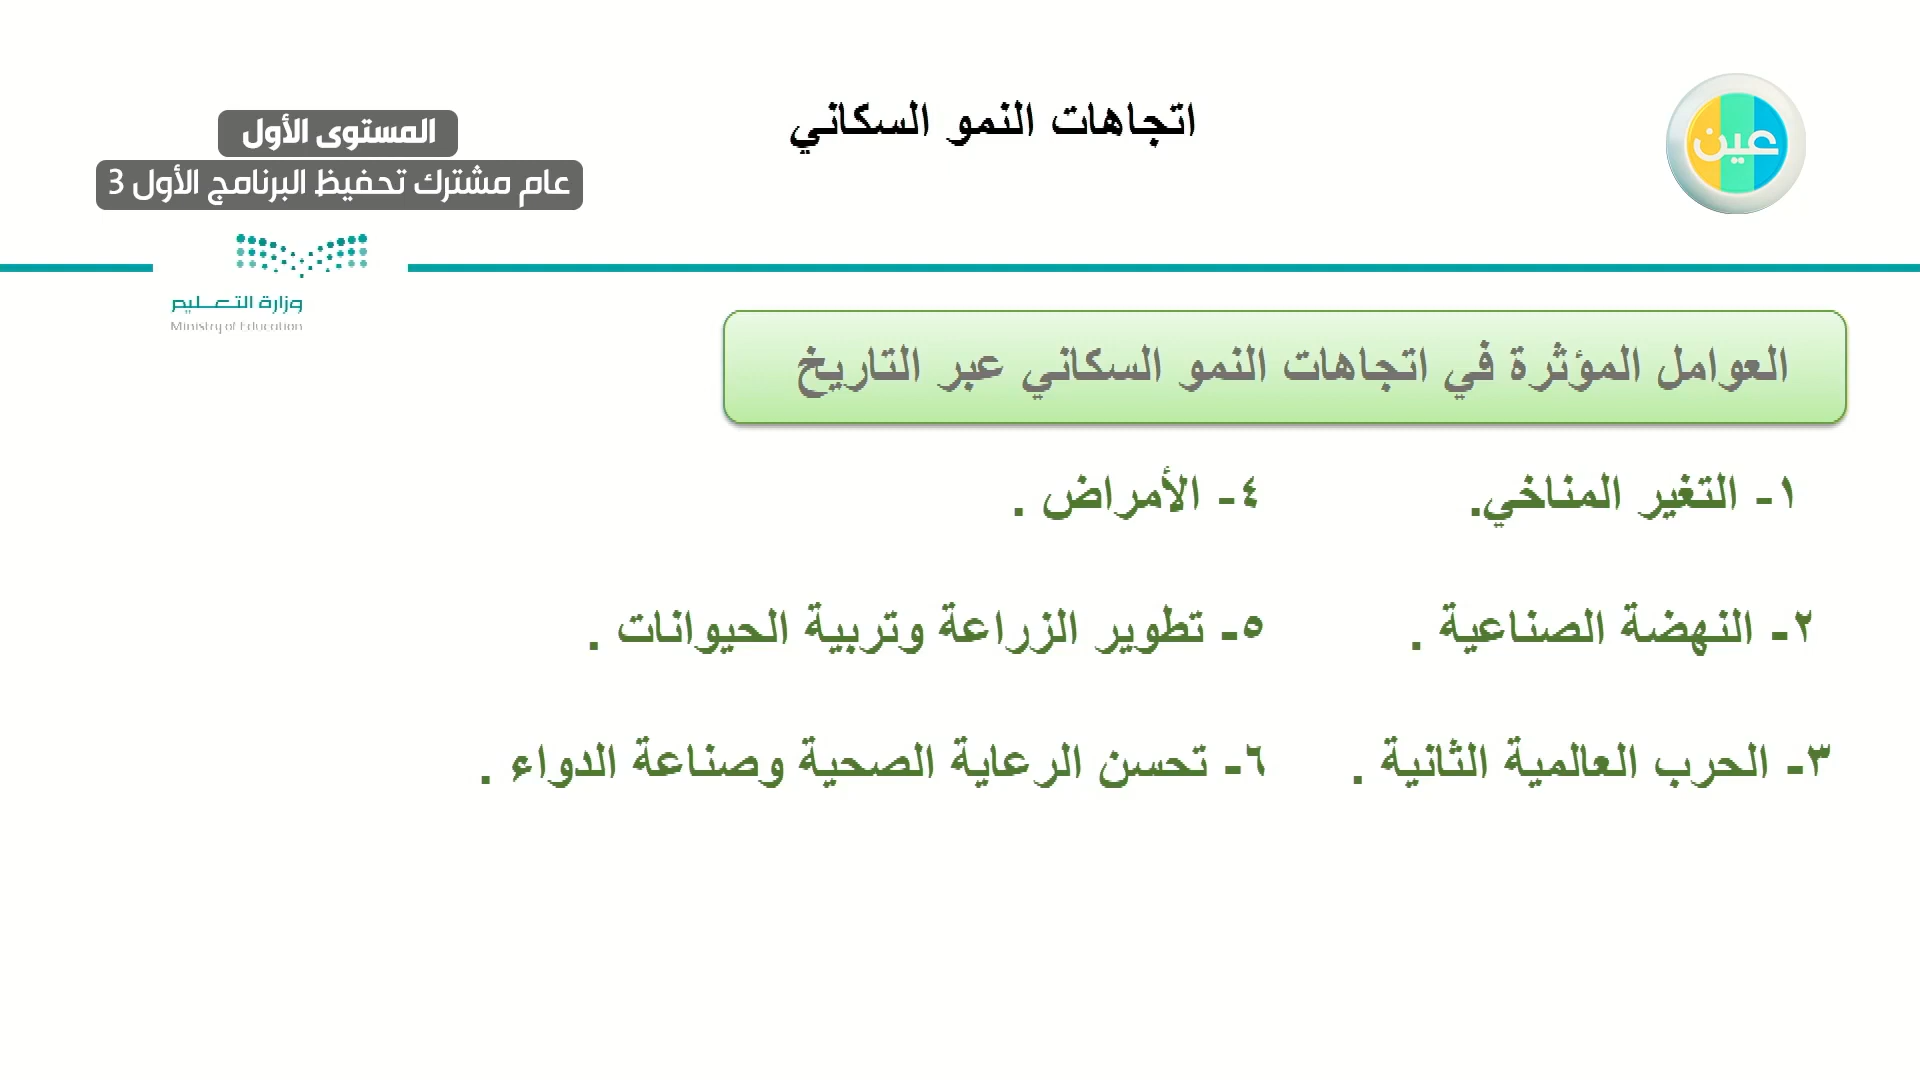 عين
اتجاهات النمو السكاني
المستوى الأول
عام مشترك تحفيظ البرنامج الأول 3
وزارة التعليم
Ministry of Education
العوامل المؤثرة في اتجاهات النمو السكاني عبر التاريخ
١- التغير المناخي.
٢- النهضة الصناعية .
٣- الحرب العالمية الثانية .
٤- الأمراض .
٥- تطوير الزراعة وتربية الحيوانات .
٦- تحسن الرعاية الصحية وصناعة الدواء .